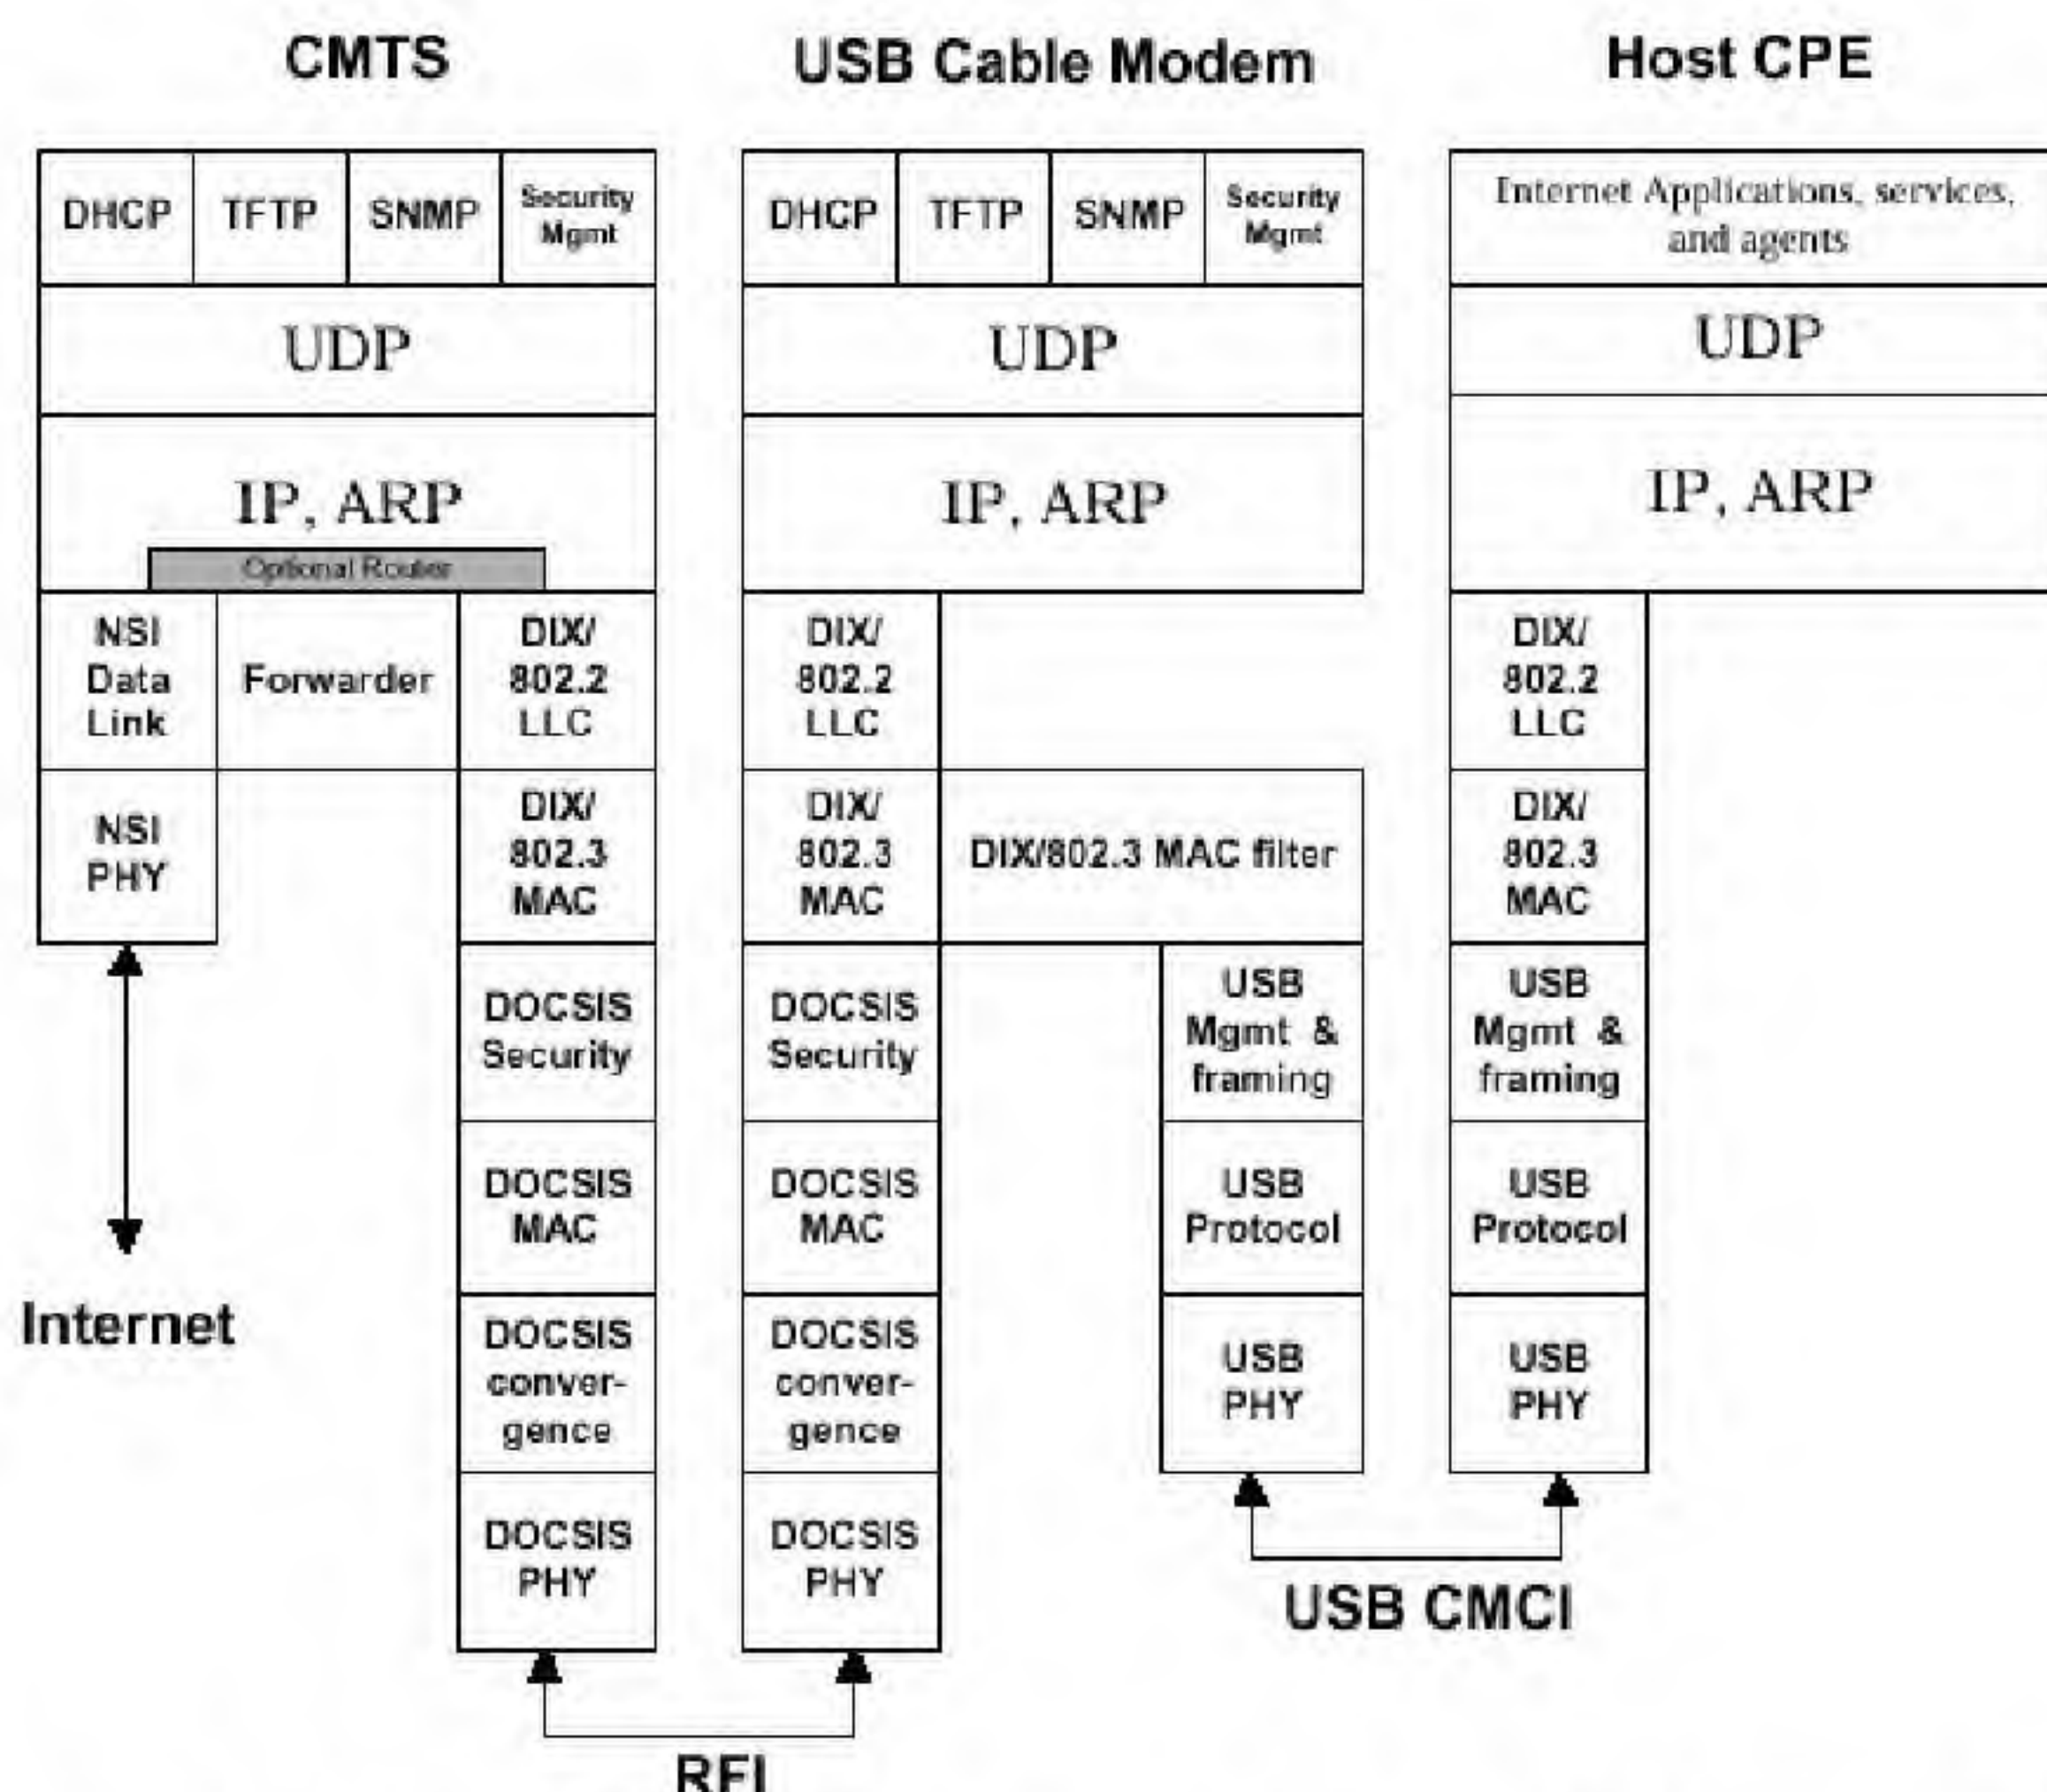 CMTS
USB Cable Modem
Host CPE
DHCP
TFTP
SNMP
Security
Mgmt
UDP
IP, ARP
Optional Router
NSI
Data
Link
Forwarder
DIX/
802.2
LLC
NSI
PHY
DIX/
802.3
MAC
DOCSIS
Security
DOCSIS
MAC
DOCSIS
conver-
gence
DOCSIS
PHY
Internet
DHCP
TFTP
SNMP
Security
Mgmt
UDP
IP, ARP
DIX/
802.2
LLC
DIX/
802.3
MAC
DIX/802.3 MAC filter
DOCSIS
Security
DOCSIS
MAC
DOCSIS
conver-
gence
DOCSIS
PHY
USB
Mgmt &
framing
USB
Protocol
USB
PHY
Internet Applications, services,
and agents
UDP
IP, ARP
DIX/
802.2
LLC
DIX/
802.3
MAC
USB
Mgmt &
framing
USB
Protocol
USB
PHY
USB CMCI
RFI